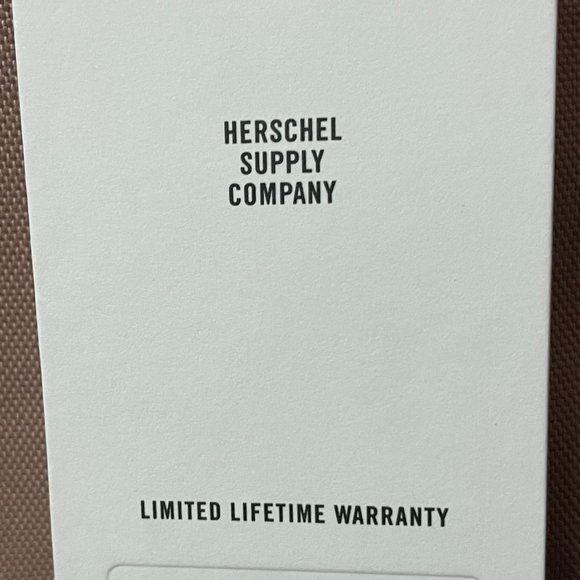 HERSCHEL
SUPPLY
COMPANY
LIMITED LIFETIME WARRANTY